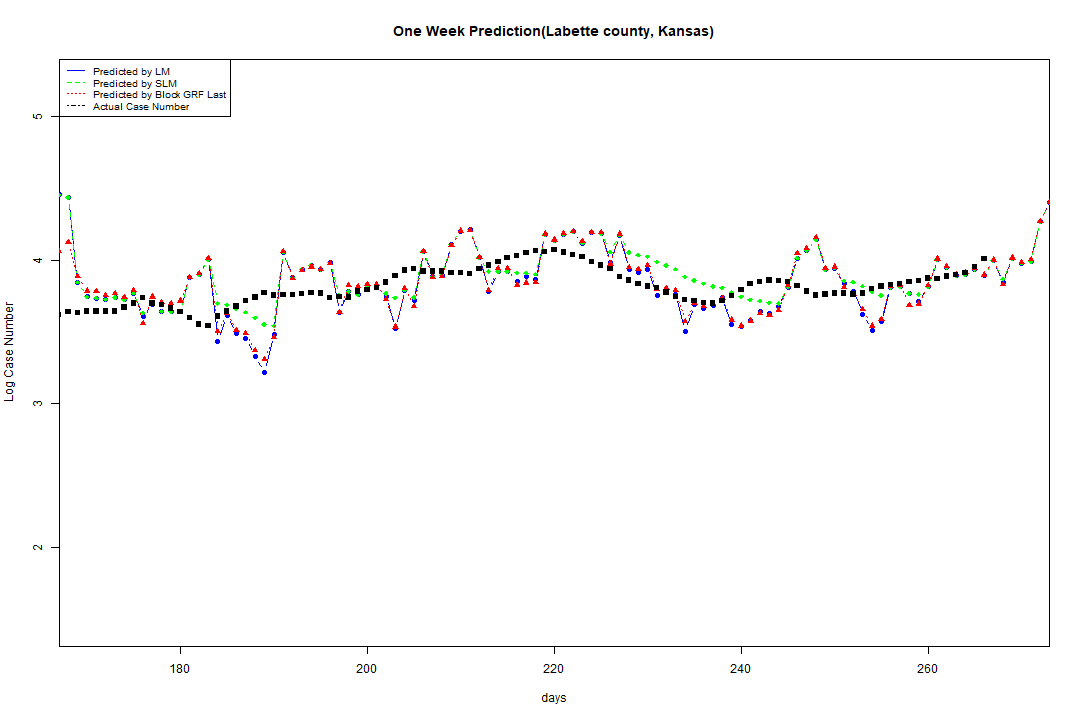 One Week Prediction(Labette county, Kansas)
Predicted by LM
Predicted by SLM
Predicted by Block GRF Last
Actual Case Number
5
4
3
2
Log Case Number
180 200 220 240 260
days